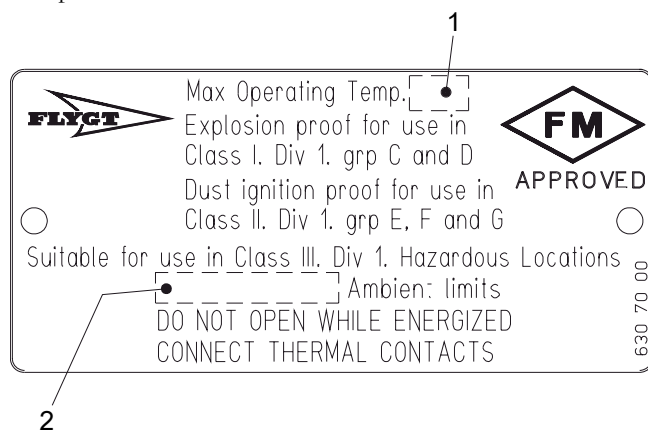 1
Max Operating Temp.
FLYGT
Explosion proof for use in
Class I. Div 1. grp C and D
FM
APPROVED
Dust ignition proof for use in
Class II. Div 1. grp E, F and G
Suitable for use in Class III. Div 1. Hazardous Locations
Ambient limits
DO NOT OPEN WHILE ENERGIZED
CONNECT THERMAL CONTACTS
630 70 00
2